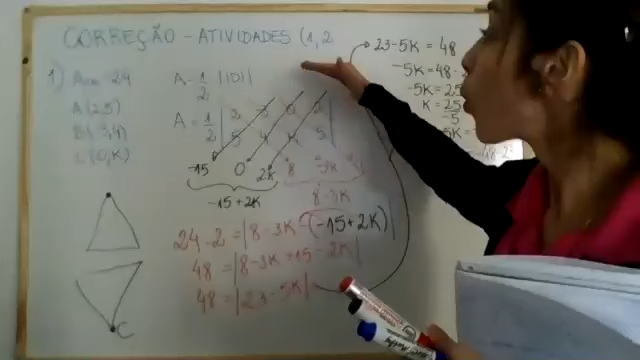 CORREÇÃO - ATIVIDADES (1, 2
1) 24
A = 1/2 |D|
A(2,5)
B(-3,4)
C(0,K)
A = 1/2 | 2 -3 0 2
5 4 K 5 |
-15 0 2K 8 -3K
-15 + 2K
8 - 3K
24·2 = |8 - 3K - (-15 + 2K)|
48 = |8 - 3K + 15 - 2K|
48 = |23 - 5K|
C
23 - 5K = 48
-5K = 48
-5K = 25
K = 25
-5